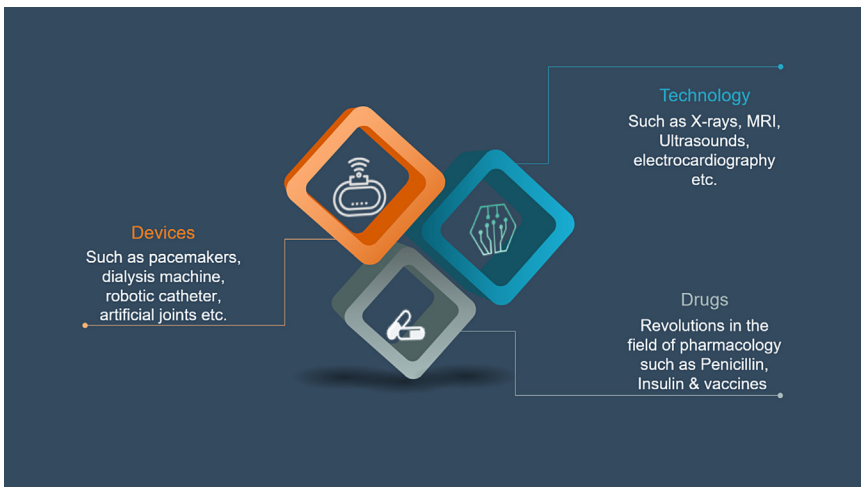 Technology
Such as X-rays, MRI,
Ultrasounds,
electrocardiography
etc.
Devices
Such as pacemakers,
dialysis machine,
robotic catheter,
artificial joints etc.
Drugs
Revolutions in the
field of pharmacology
such as Penicillin,
Insulin & vaccines